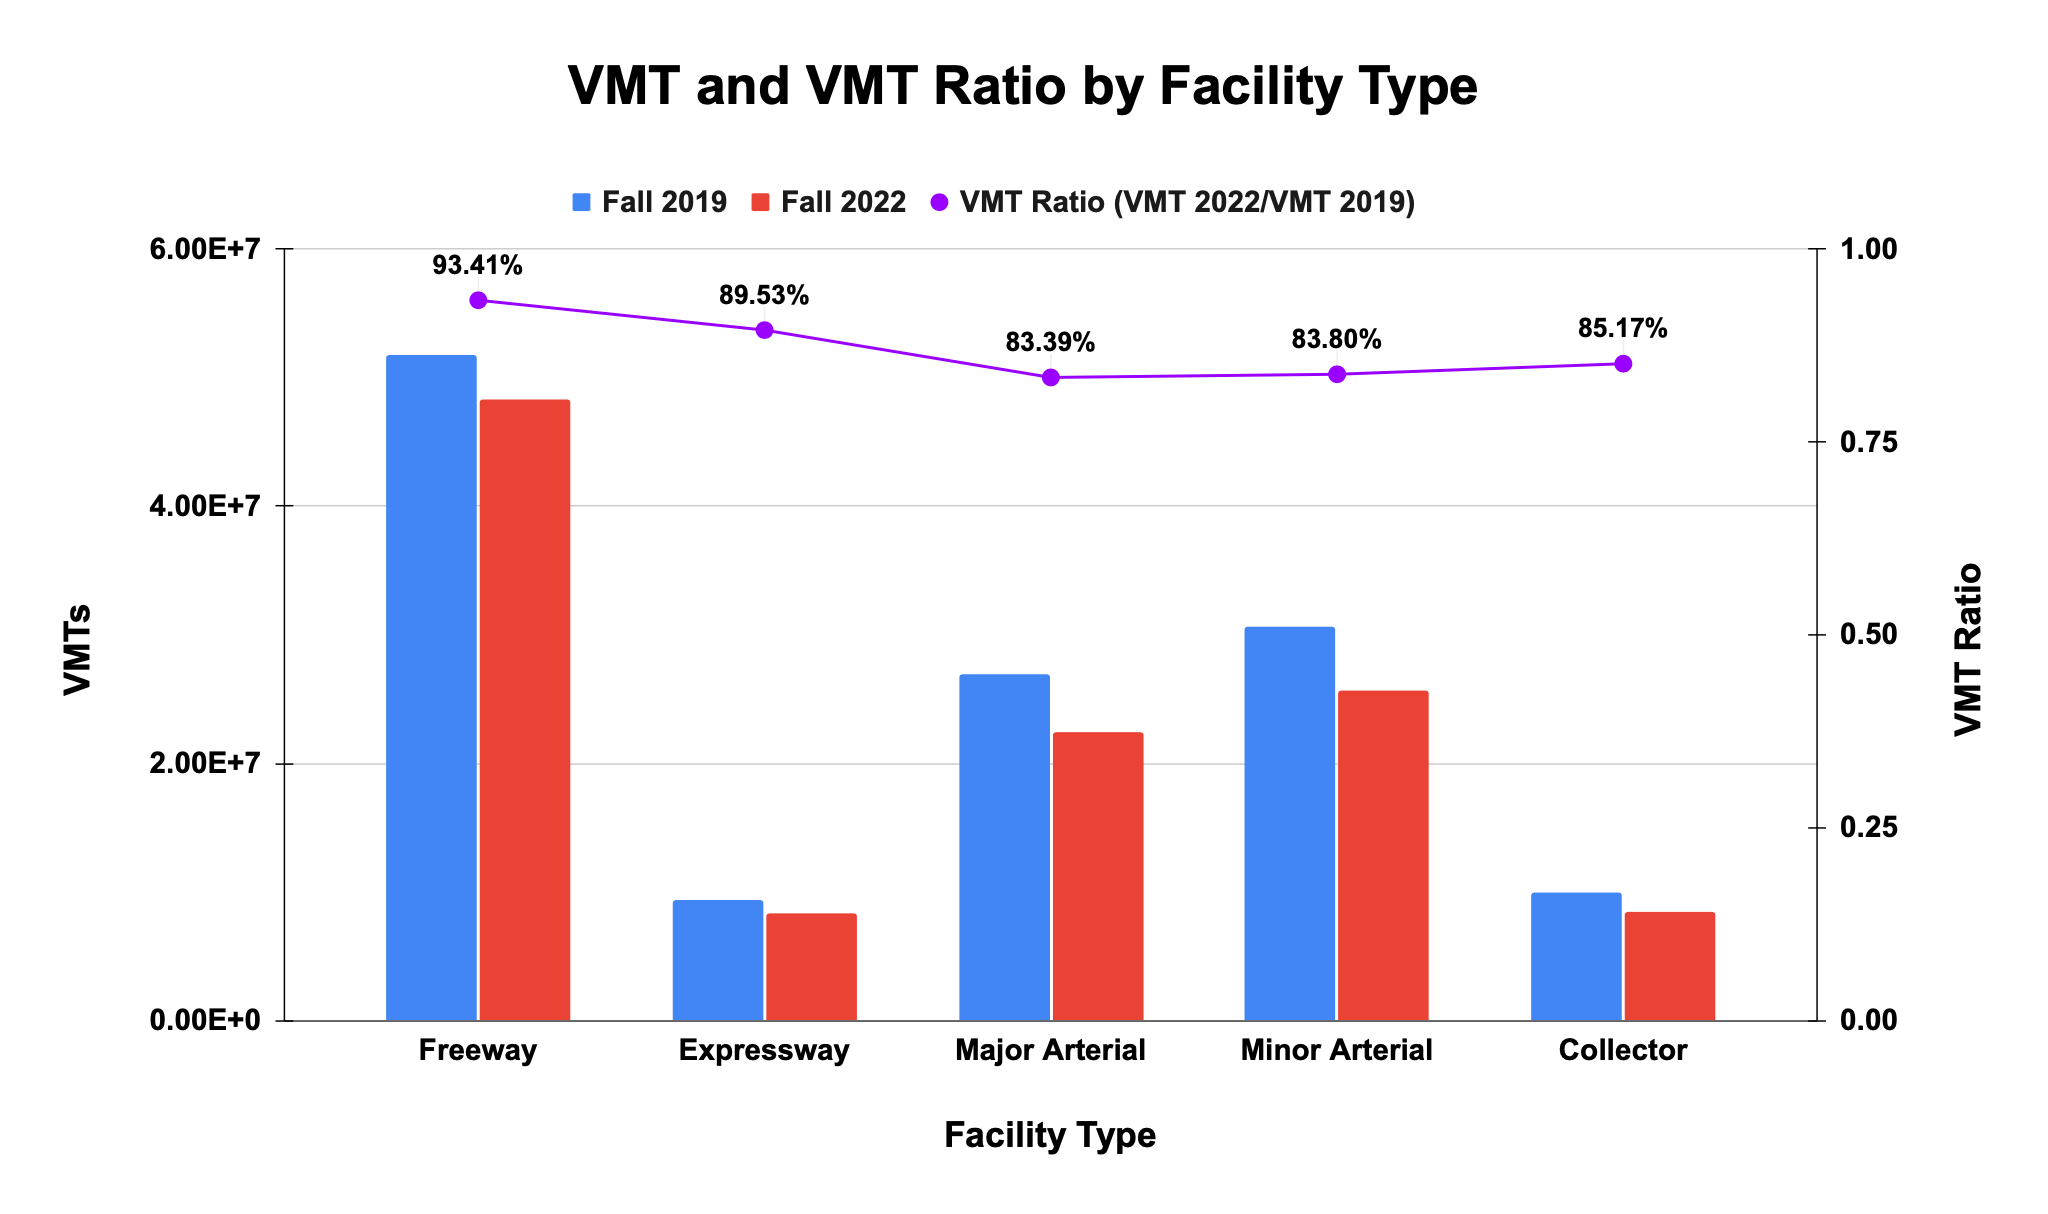 VMT and VMT Ratio by Facility Type
Fall 2019 Fall 2022 VMT Ratio (VMT 2022/VMT 2019)
6.00E+7
4.00E+7
2.00E+7
0.00E+0
VMTs
93.41%
89.53%
83.39%
83.80%
85.17%
1.00
0.75
0.50
0.25
0.00
VMT Ratio
Freeway Expressway Major Arterial Minor Arterial Collector
Facility Type